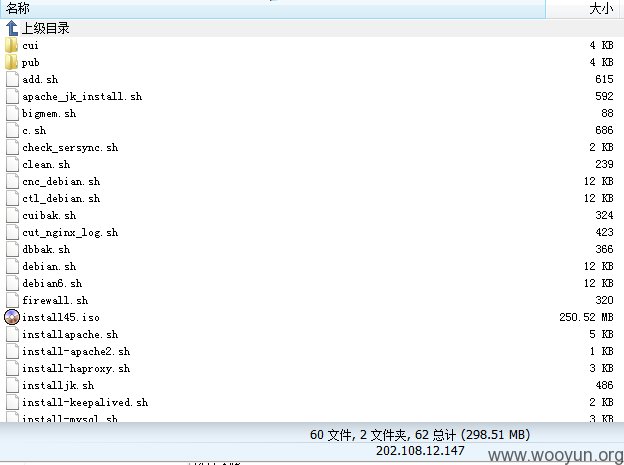 名称 大小
上级目录
cui 4 KB
pub 4 KB
add.sh 615
apache_jk_install.sh 592
bigmem.sh 88
c.sh 686
check_sersync.sh 2 KB
clean.sh 239
cnc_debian.sh 12 KB
ctl_debian.sh 12 KB
cuibak.sh 324
cut_nginx_log.sh 423
dbbak.sh 366
debian.sh 12 KB
debian6.sh 12 KB
firewall.sh 320
install45.iso 250.52 MB
installapache.sh 5 KB
install-apache2.sh 1 KB
install-haproxy.sh 3 KB
installjk.sh 486
install-keepalived.sh 2 KB
install-mysql.sh 3 KB
60 文件, 2 文件夹, 62 总计 (298.51 MB)
202.108.12.147
www.wooyun.org